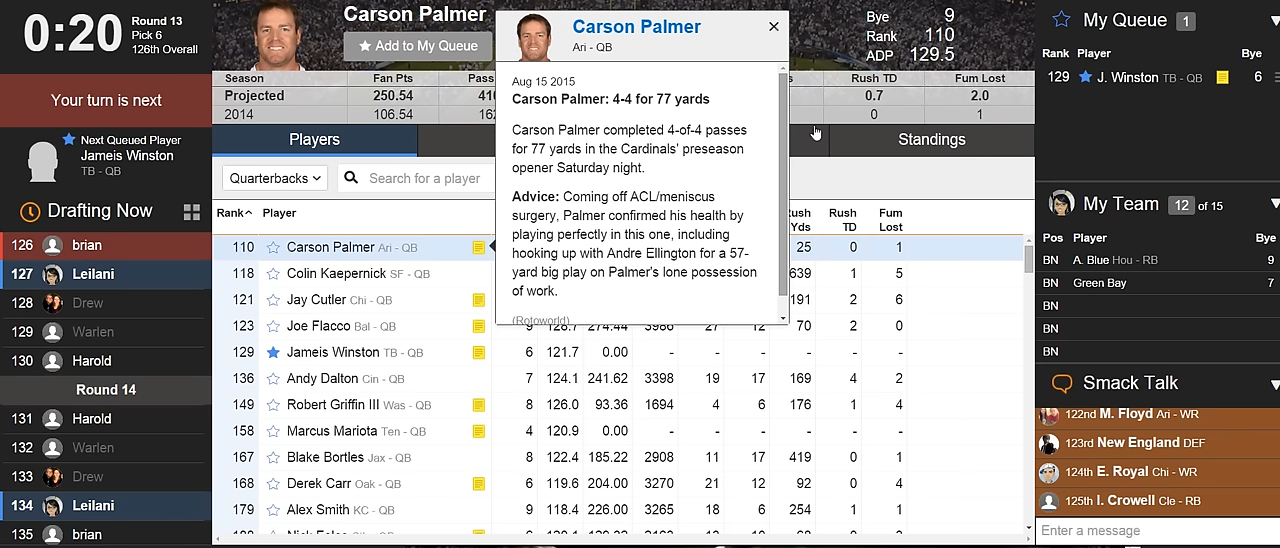 0:20
Round 13
Pick 6
126th Overall
Your turn is next
Next Queued Player
Jameis Winston
TB - QB
Drafting Now
126 brian
127 Leilani
128 Drew
129 Warlen
130 Harold
Round 14
131 Harold
132 Warlen
133 Drew
134 Leilani
135 brian
Carson Palmer
Add to My Queue
Bye 9
Rank 110
ADP 129.5
Season Fan Pts Pass Rush TD Fum Lost
Projected 250.54 0.7 2.0
2014 106.54 0 1
Players
Standings
Quarterbacks
Search for a player
Carson Palmer
Ari - QB
Aug 15 2015
Carson Palmer: 4-4 for 77 yards
Carson Palmer completed 4-of-4 passes
for 77 yards in the Cardinals' preseason
opener Saturday night.
Advice: Coming off ACL/meniscus
surgery, Palmer confirmed his health by
playing perfectly in this one, including
hooking up with Andre Ellington for a 57-
yard big play on Palmer's lone possession
of work.
(Rotoworld)
Rank Player Yds Rush TD Fum Lost
110 Carson Palmer Ari - QB 25 0 1
118 Colin Kaepernick SF - QB 639 1 5
121 Jay Cutler Chi - QB 191 2 6
123 Joe Flacco Bal - QB 9 128.7 274.44 3986 27 12 70 2 0
129 Jameis Winston TB - QB 6 121.7 0.00 - - - - - -
136 Andy Dalton Cin - QB 7 124.1 241.62 3398 19 17 169 4 2
149 Robert Griffin III Was - QB 8 126.0 93.36 1694 4 6 176 1 4
158 Marcus Mariota Ten - QB 4 120.9 0.00 - - - - - -
167 Blake Bortles Jax - QB 8 122.4 185.22 2908 11 17 419 0 1
168 Derek Carr Oak - QB 6 119.6 204.00 3270 21 12 92 0 4
179 Alex Smith KC - QB 9 118.4 226.00 3265 18 6 254 1 1
My Queue 1
Rank Player Bye
129 J. Winston TB - QB 6
My Team 12 of 15
Pos Player Bye
BN A. Blue Hou - RB 9
BN Green Bay 7
BN
BN
BN
Smack Talk
122nd M. Floyd Ari - WR
123rd New England DEF
124th E. Royal Chi - WR
125th I. Crowell Cle - RB
Enter a message